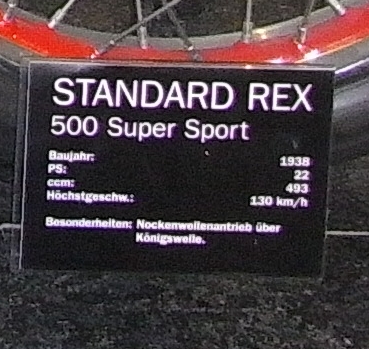 STANDARD REX
500 Super Sport
Baujahr: 1938
PS: 22
ccm: 493
Höchstgeschw.: 130 km/h
Besonderheiten: Nockenwellenantrieb über
Königswelle.